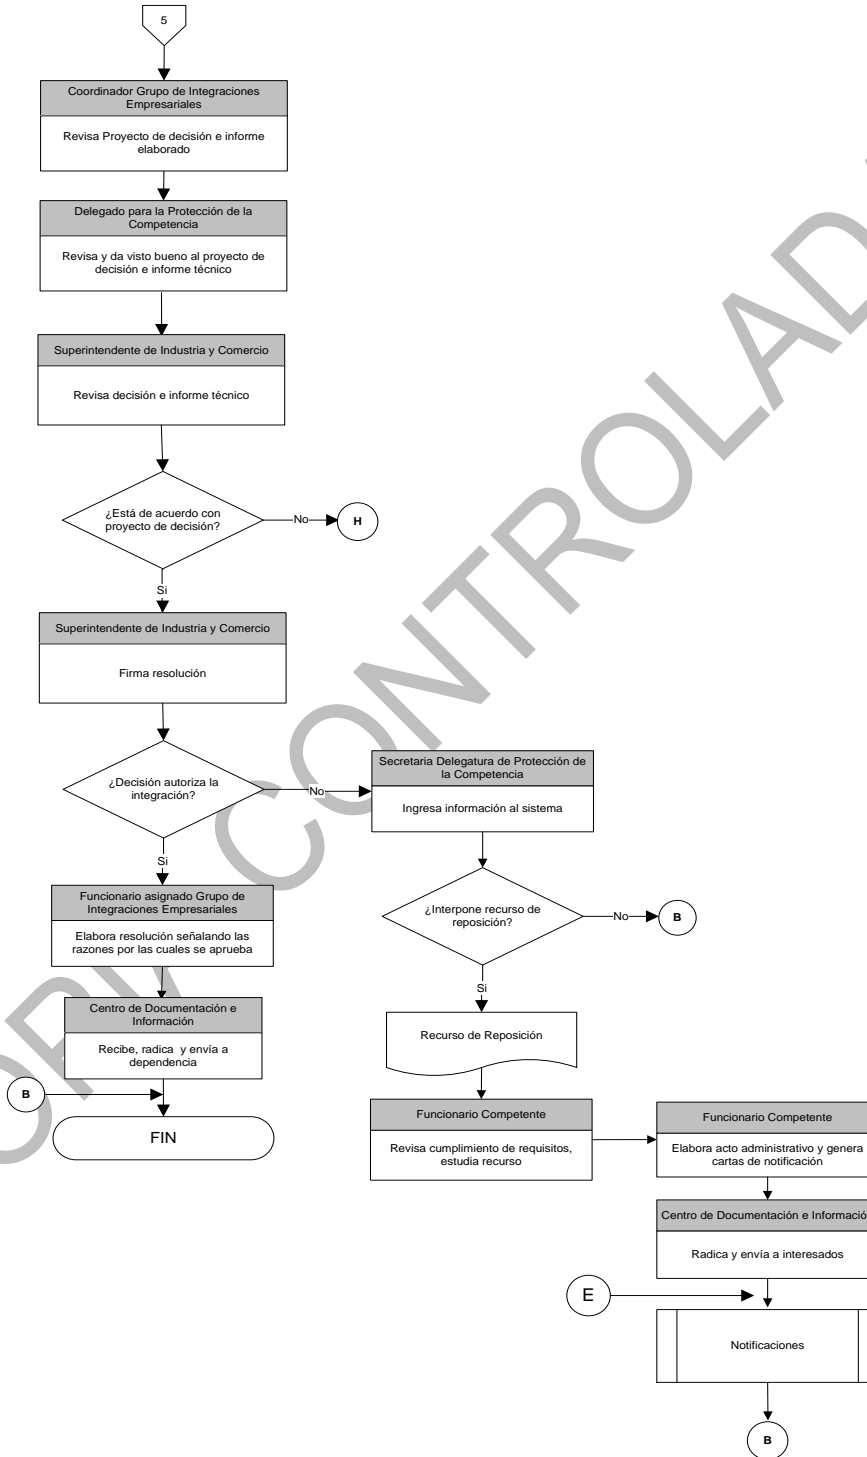 5
Coordinador Grupo de Integraciones
Empresariales
Revisa Proyecto de decisión e informe
elaborado
Delegado para la Protección de la
Competencia
Revisa y da visto bueno al proyecto de
decisión e informe técnico
Superintendente de Industria y Comercio
Revisa decisión e informe técnico
¿Está de acuerdo con
proyecto de decisión?
No
H
Si
Superintendente de Industria y Comercio
Firma resolución
¿Decisión autoriza la
integración?
No
Secretaria Delegatura de Protección de
la Competencia
Ingresa información al sistema
Si
Funcionario asignado Grupo de
Integraciones Empresariales
Elabora resolución señalando las
razones por las cuales se aprueba
¿Interpone recurso de
reposición?
No
B
Si
Centro de Documentación e
Información
Recibe, radica y envía a
dependencia
Recurso de Reposición
B
FIN
Funcionario Competente
Revisa cumplimiento de requisitos,
estudia recurso
Funcionario Competente
Elabora acto administrativo y genera
cartas de notificación
Centro de Documentación e Informació
Radica y envía a interesados
E
Notificaciones
B
OPIA CONTROLAD